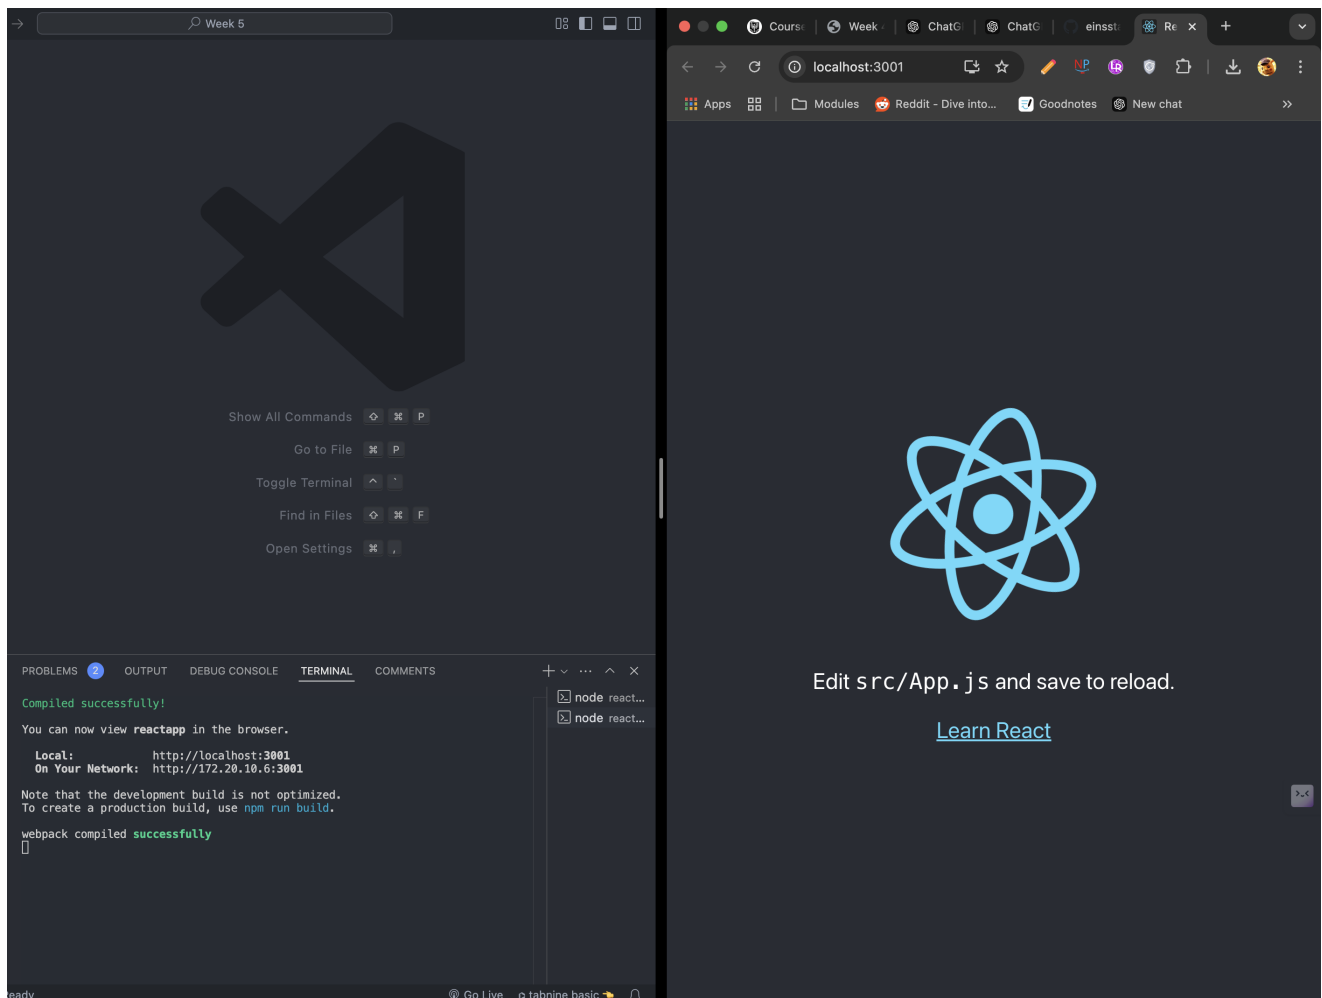 Week 5
Show All Commands ⇧ ⌘ P
Go to File ⌘ P
Toggle Terminal ^ `
Find in Files ⇧ ⌘ F
Open Settings ⌘ ,
PROBLEMS 2 OUTPUT DEBUG CONSOLE TERMINAL COMMENTS
Compiled successfully!
You can now view reactapp in the browser.
Local: http://localhost:3001
On Your Network: http://172.20.10.6:3001
Note that the development build is not optimized.
To create a production build, use npm run build.
webpack compiled successfully
node react...
node react...
Go Live tabnine basic
Course Week ChatG ChatG einsst Re
localhost:3001
Apps Modules Reddit - Dive into... Goodnotes New chat
Edit src/App.js and save to reload.
Learn React